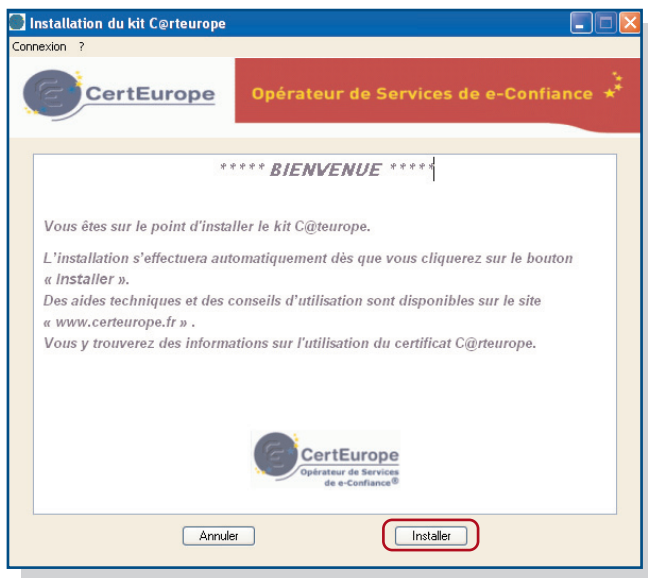 Installation du kit C@rteurope
Connexion ?
CertEurope
Opérateur de Services de e-Confiance
***** BIENVENUE *****
Vous êtes sur le point d'installer le kit C@teurope.
L'installation s'effectuera automatiquement dès que vous cliquerez sur le bouton
« Installer ».
Des aides techniques et des conseils d'utilisation sont disponibles sur le site
« www.certeurope.fr » .
Vous y trouverez des informations sur l'utilisation du certificat C@rteurope.
CertEurope
Opérateur de Services
de e-Confiance®
Annuler
Installer